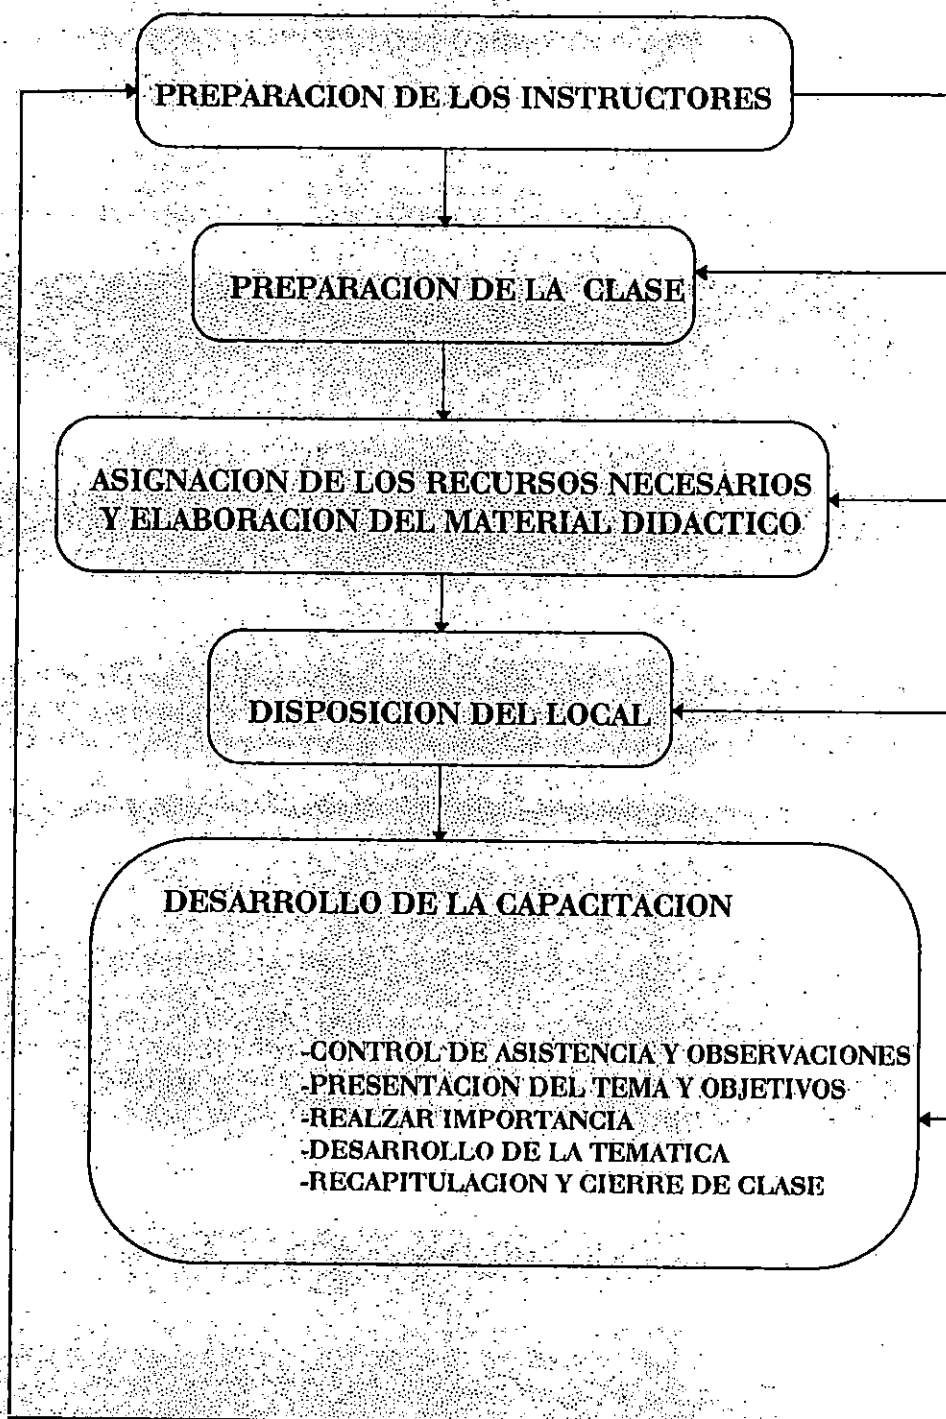 PREPARACION DE LOS INSTRUCTORES
PREPARACION DE LA CLASE
ASIGNACION DE LOS RECURSOS NECESARIOS
Y ELABORACION DEL MATERIAL DIDACTICO
DISPOSICION DEL LOCAL
DESARROLLO DE LA CAPACITACION
-CONTROL DE ASISTENCIA Y OBSERVACIONES
-PRESENTACION DEL TEMA Y OBJETIVOS
-REALZAR IMPORTANCIA
-DESARROLLO DE LA TEMATICA
-RECAPITULACION Y CIERRE DE CLASE